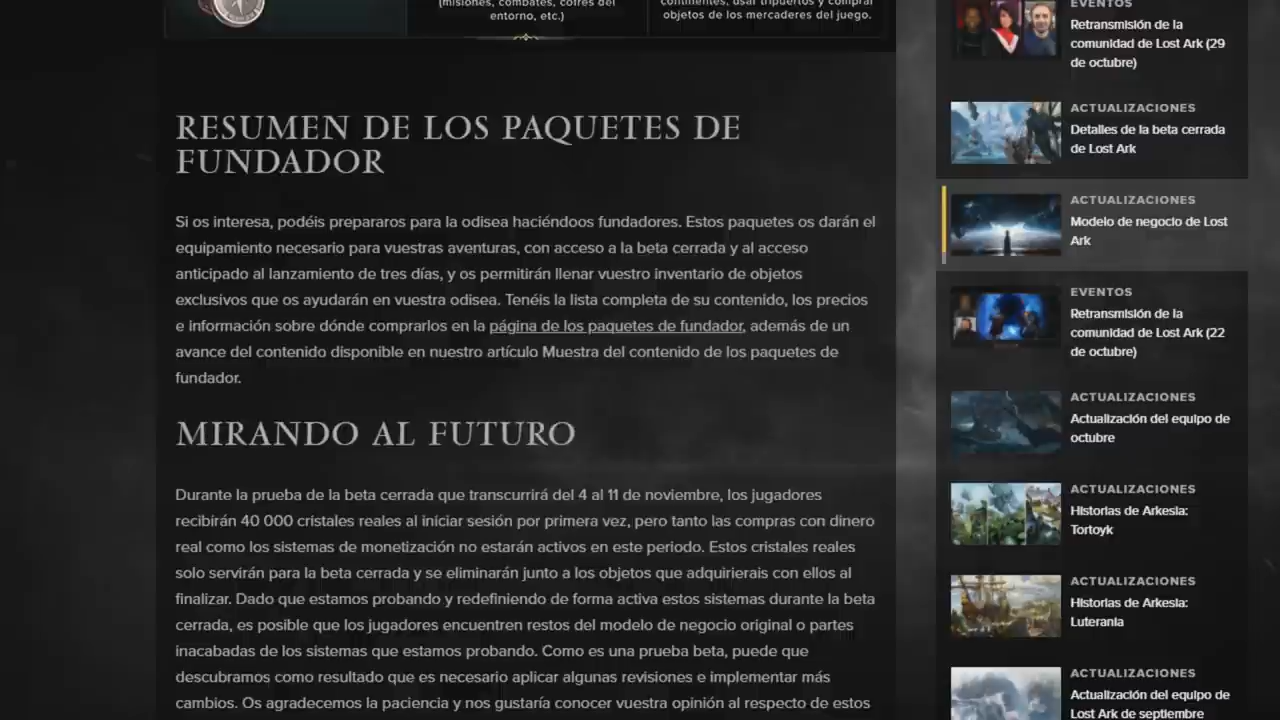 (misiones, combates, cofres del
entorno, etc.)
continentes, usar tripuertos y comprar
objetos de los mercaderes del juego.
RESUMEN DE LOS PAQUETES DE
FUNDADOR
Si os interesa, podéis prepararos para la odisea haciéndoos fundadores. Estos paquetes os darán el
equipamiento necesario para vuestras aventuras, con acceso a la beta cerrada y al acceso
anticipado al lanzamiento de tres días, y os permitirán llenar vuestro inventario de objetos
exclusivos que os ayudarán en vuestra odisea. Tenéis la lista completa de su contenido, los precios
e información sobre dónde comprarlos en la página de los paquetes de fundador, además de un
avance del contenido disponible en nuestro artículo Muestra del contenido de los paquetes de
fundador.
MIRANDO AL FUTURO
Durante la prueba de la beta cerrada que transcurrirá del 4 al 11 de noviembre, los jugadores
recibirán 40 000 cristales reales al iniciar sesión por primera vez, pero tanto las compras con dinero
real como los sistemas de monetización no estarán activos en este periodo. Estos cristales reales
solo servirán para la beta cerrada y se eliminarán junto a los objetos que adquirierais con ellos al
finalizar. Dado que estamos probando y redefiniendo de forma activa estos sistemas durante la beta
cerrada, es posible que los jugadores encuentren restos del modelo de negocio original o partes
inacabadas de los sistemas que estamos probando. Como es una prueba beta, puede que
descubramos como resultado que es necesario aplicar algunas revisiones e implementar más
cambios. Os agradecemos la paciencia y nos gustaría conocer vuestra opinión al respecto de estos
EVENTOS
Retransmisión de la
comunidad de Lost Ark (29
de octubre)
ACTUALIZACIONES
Detalles de la beta cerrada
de Lost Ark
ACTUALIZACIONES
Modelo de negocio de Lost
Ark
EVENTOS
Retransmisión de la
comunidad de Lost Ark (22
de octubre)
ACTUALIZACIONES
Actualización del equipo de
octubre
ACTUALIZACIONES
Historias de Arkesia:
Tortoyk
ACTUALIZACIONES
Historias de Arkesia:
Luterania
ACTUALIZACIONES
Actualización del equipo de
Lost Ark de septiembre